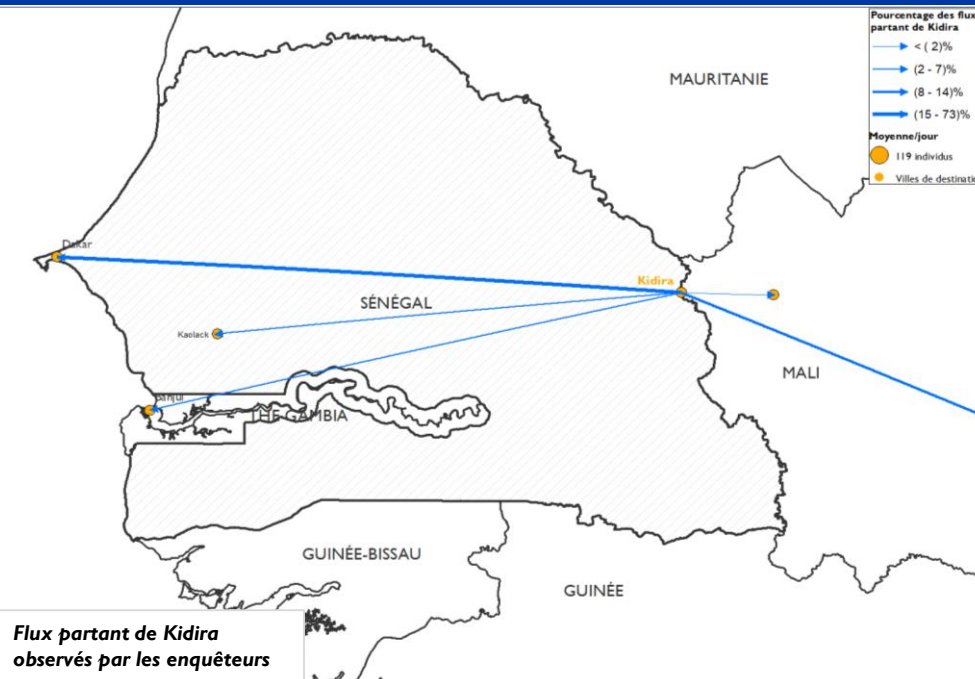 Pourcentage des flux
partant de Kidira
< ( 2)%
(2 - 7)%
(8 - 14)%
(15 - 73)%
Moyenne/jour
119 individus
Villes de
MAURITANIE
Dakar
Kidira
SÉNÉGAL
Kaolack
MALI
Banjul
THE GAMBIA
GUINÉE-BISSAU
GUINÉE
Flux partant de Kidira
observés par les enquêteurs